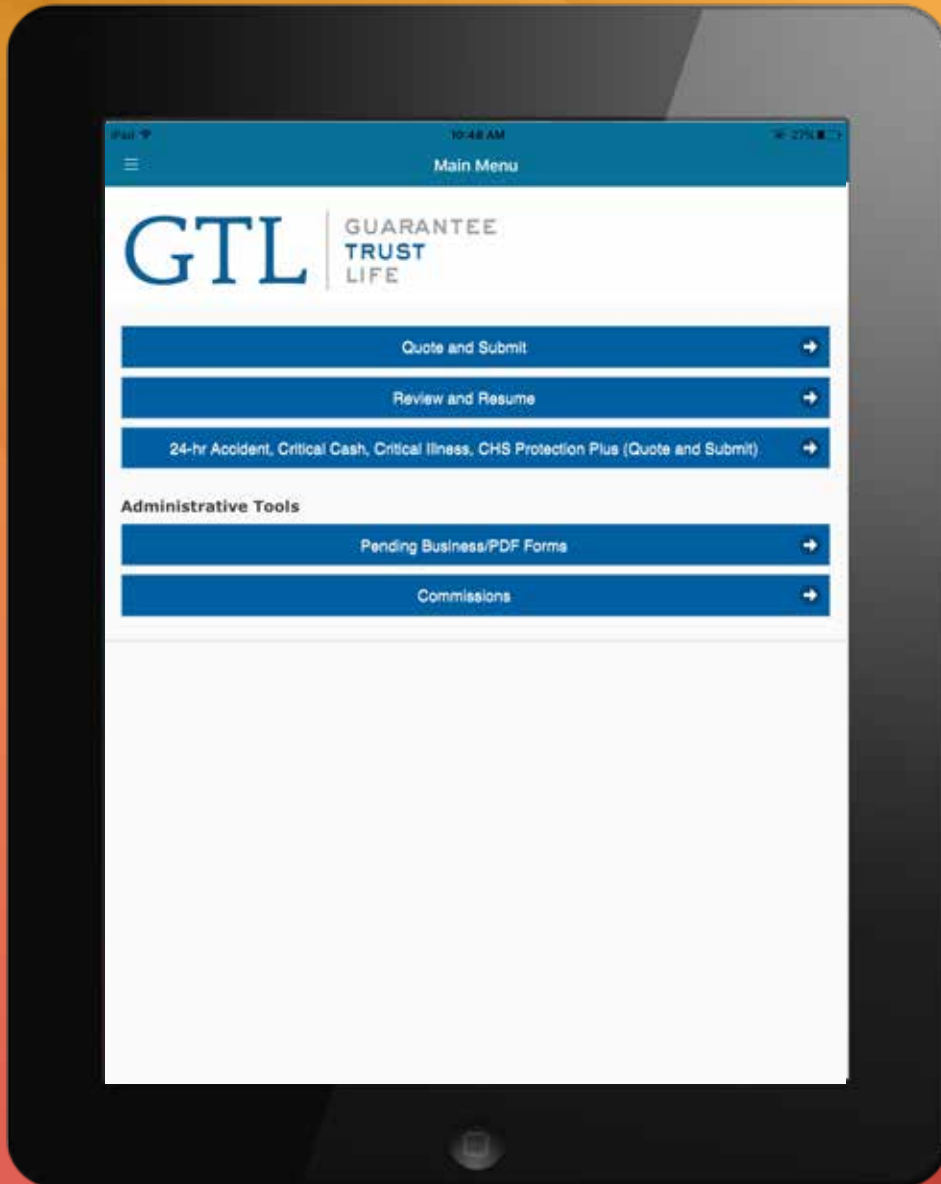 iPad 10:48 AM 27%
Main Menu
GTL GUARANTEE
TRUST
LIFE
Quote and Submit
Review and Resume
24-hr Accident, Critical Cash, Critical Illness, CHS Protection Plus (Quote and Submit)
Administrative Tools
Pending Business/PDF Forms
Commissions